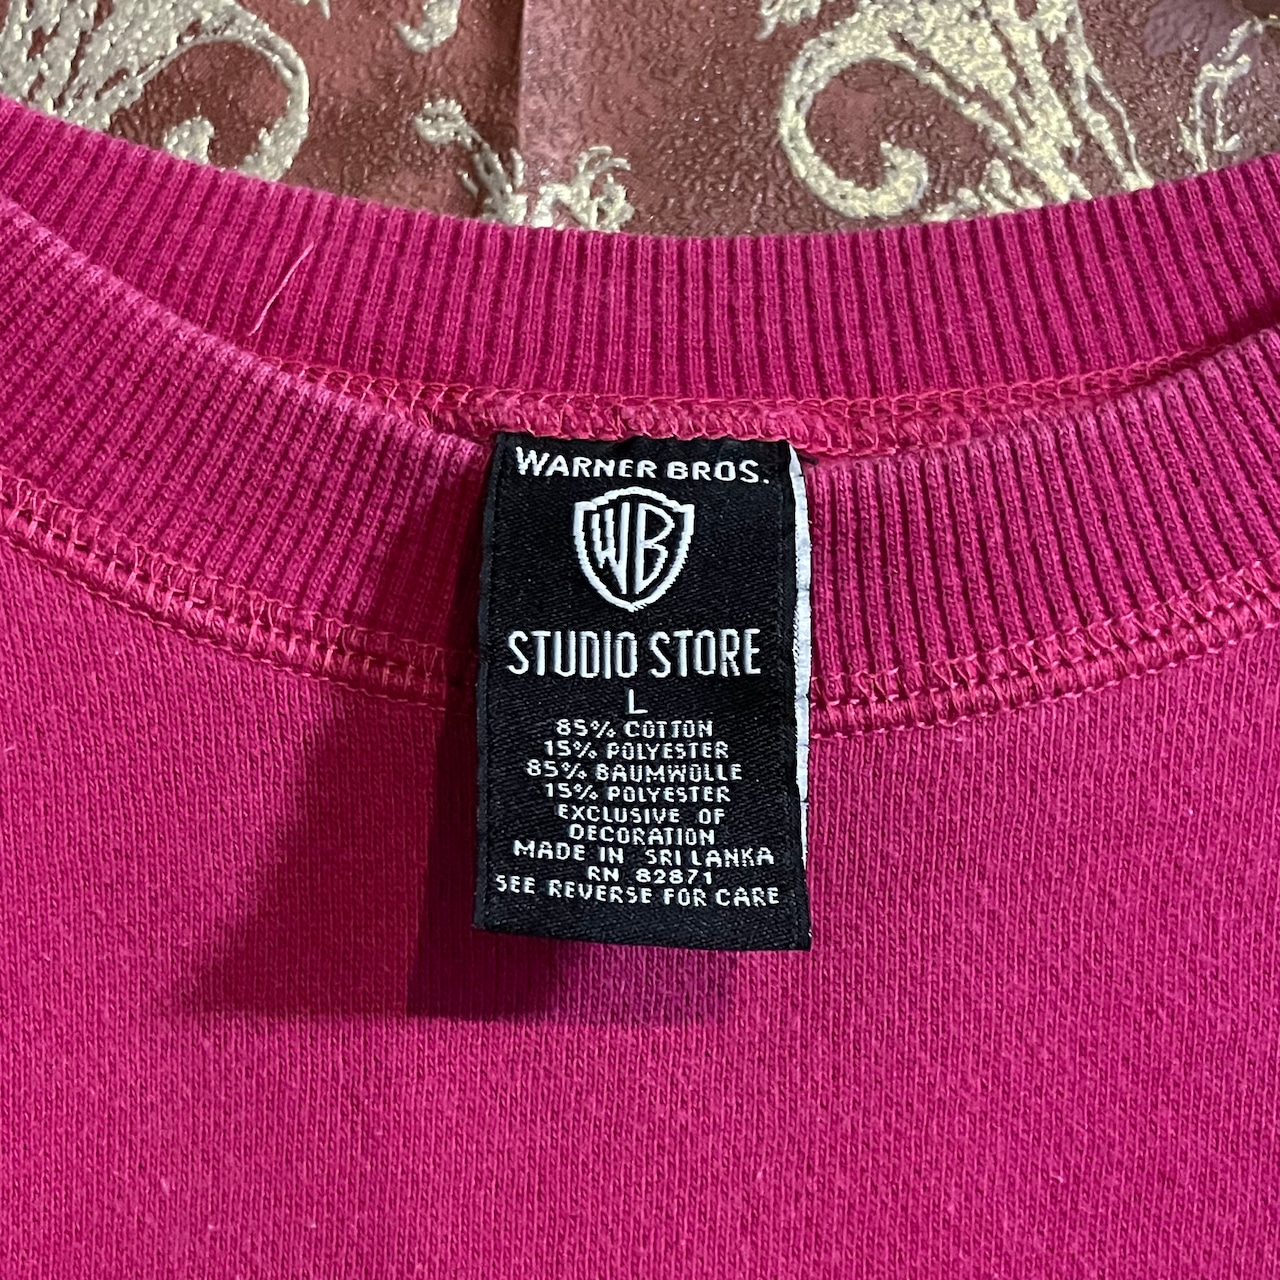 WARNER BROS.
WB
STUDIO STORE
L
85% COTTON
15% POLYESTER
85% BAUMWOLLE
15% POLYESTER
EXCLUSIVE OF
DECORATION
MADE IN SRI LANKA
RN 82871
SEE REVERSE FOR CARE